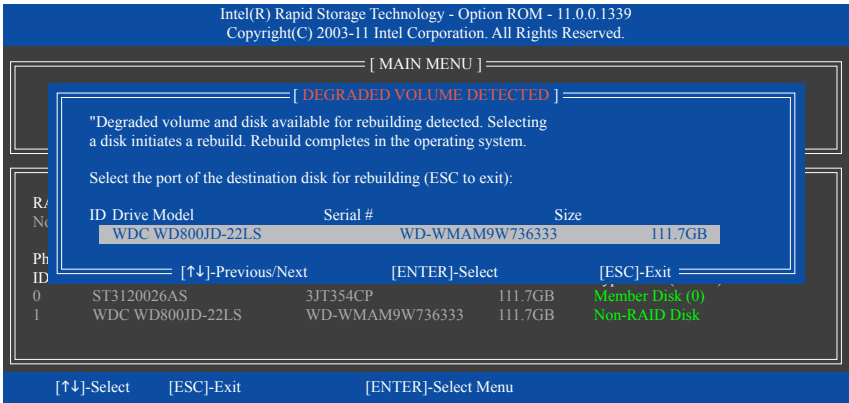 Intel(R) Rapid Storage Technology - Option ROM - 11.0.0.1339
Copyright(C) 2003-11 Intel Corporation. All Rights Reserved.
[ MAIN MENU ]
[ DEGRADED VOLUME DETECTED ]
"Degraded volume and disk available for rebuilding detected. Selecting
a disk initiates a rebuild. Rebuild completes in the operating system.
Select the port of the destination disk for rebuilding (ESC to exit):
ID Drive Model Serial # Size
WDC WD800JD-22LS WD-WMAM9W736333 111.7GB
[↑↓]-Previous/Next [ENTER]-Select [ESC]-Exit
ID
0 ST3120026AS 3JT354CP 111.7GB Member Disk (0)
1 WDC WD800JD-22LS WD-WMAM9W736333 111.7GB Non-RAID Disk
[↑↓]-Select [ESC]-Exit [ENTER]-Select Menu